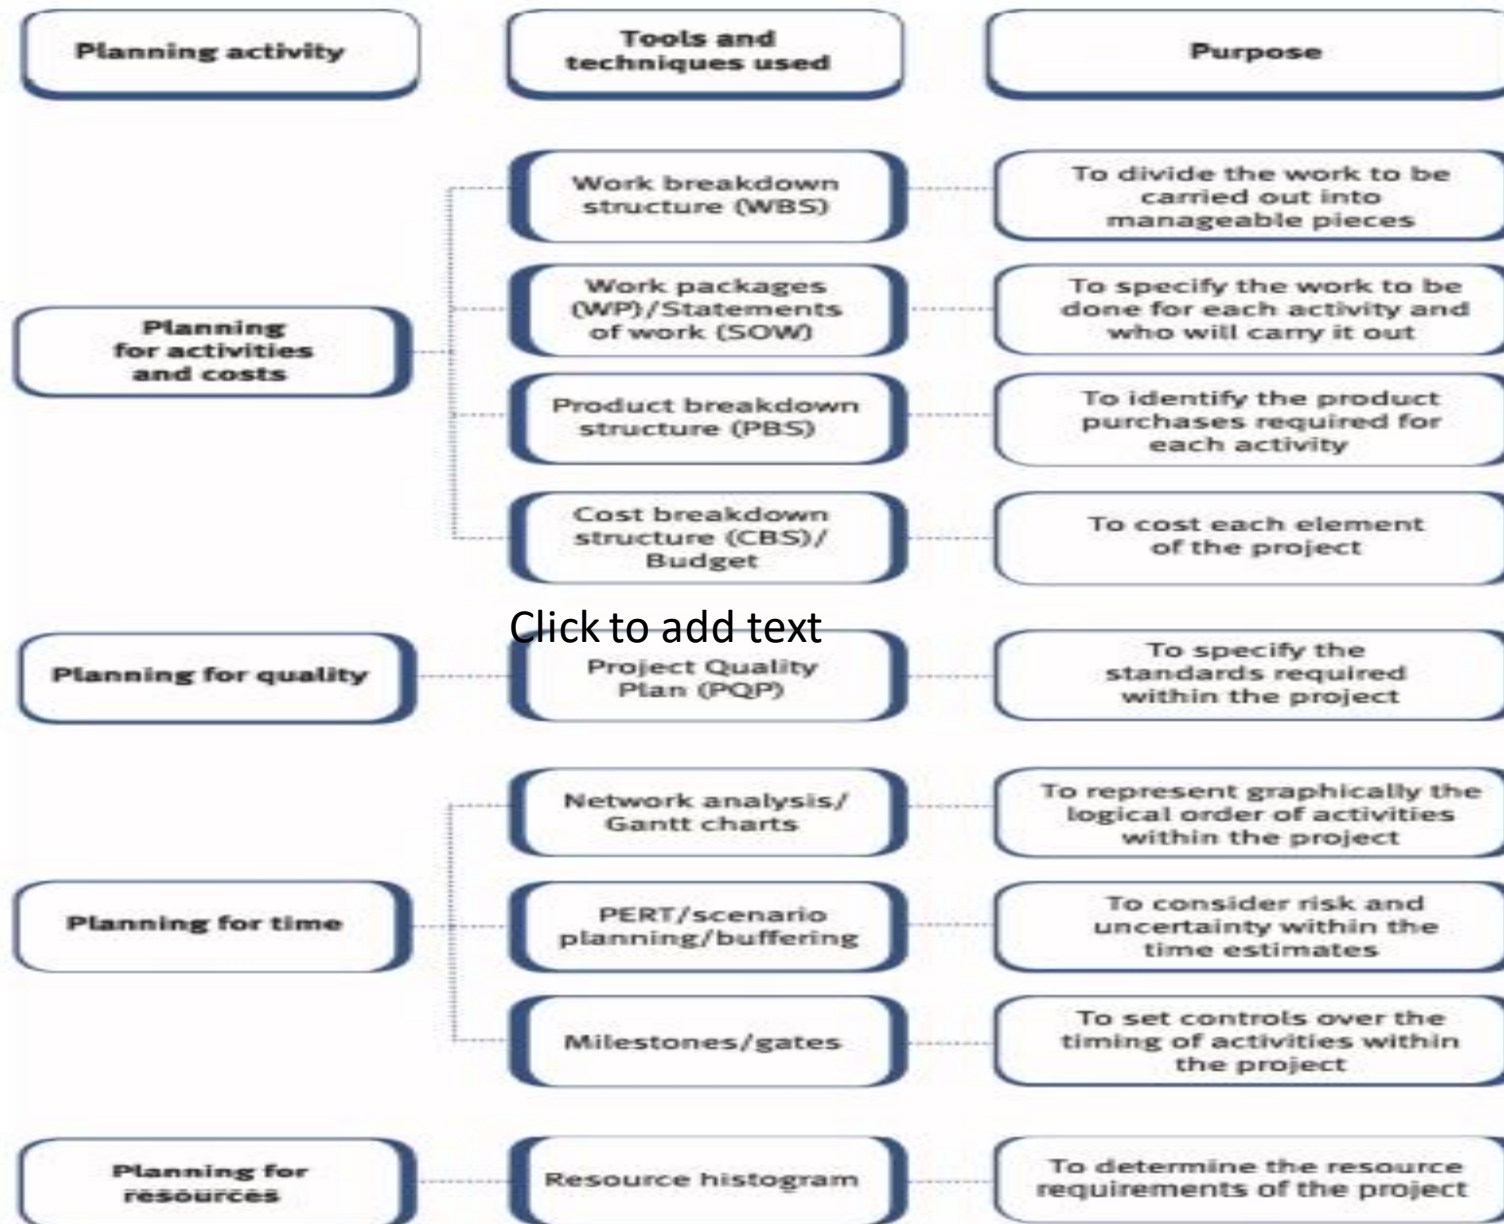 Planning activity
Tools and
techniques used
Purpose
Planning
for activities
and costs
Work breakdown
structure (WBS)
To divide the work to be
carried out into
manageable pieces
Work packages
(WP)/Statements
of work (SOW)
To specify the work to be
done for each activity and
who will carry it out
Product breakdown
structure (PBS)
To identify the product
purchases required for
each activity
Cost breakdown
structure (CBS)/
Budget
To cost each element
of the project
Click to add text
Planning for quality
Project Quality
Plan (PQP)
To specify the
standards required
within the project
Planning for time
Network analysis/
Gantt charts
To represent graphically the
logical order of activities
within the project
PERT/scenario
planning/buffering
To consider risk and
uncertainty within the
time estimates
Milestones/gates
To set controls over the
timing of activities within
the project
Planning for
resources
Resource histogram
To determine the resource
requirements of the project